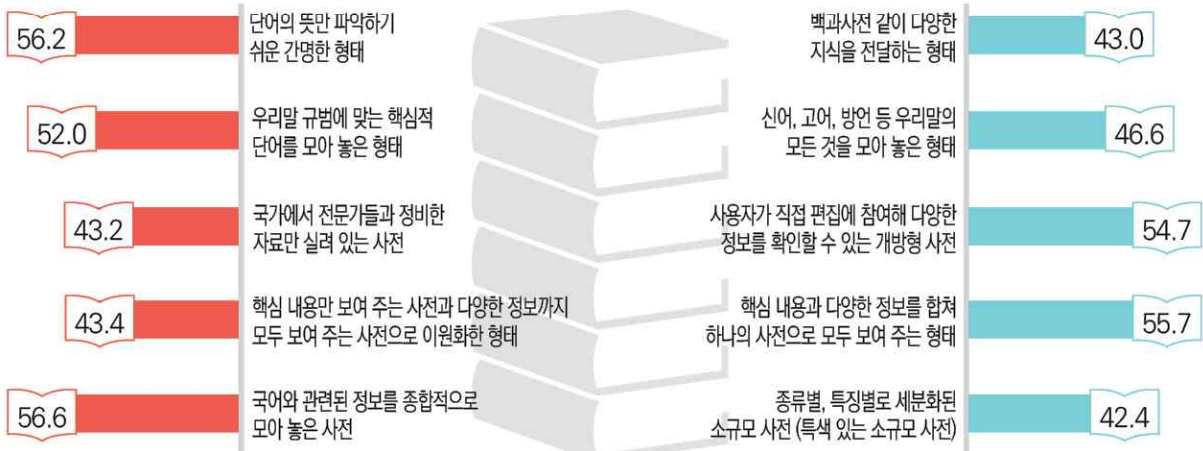 56.2
단어의 뜻만 파악하기
쉬운 간명한 형태
백과사전 같이 다양한
지식을 전달하는 형태
43.0
52.0
우리말 규범에 맞는 핵심적
단어를 모아 놓은 형태
신어, 고어, 방언 등 우리말의
모든 것을 모아 놓은 형태
46.6
43.2
국가에서 전문가들과 정비한
자료만 실려 있는 사전
사용자가 직접 편집에 참여해 다양한
정보를 확인할 수 있는 개방형 사전
54.7
43.4
핵심 내용만 보여 주는 사전과 다양한 정보까지
모두 보여 주는 사전으로 이원화한 형태
핵심 내용과 다양한 정보를 합쳐
하나의 사전으로 모두 보여 주는 형태
55.7
56.6
국어와 관련된 정보를 종합적으로
모아 놓은 사전
종류별, 특징별로 세분화된
소규모 사전 (특색 있는 소규모 사전)
42.4